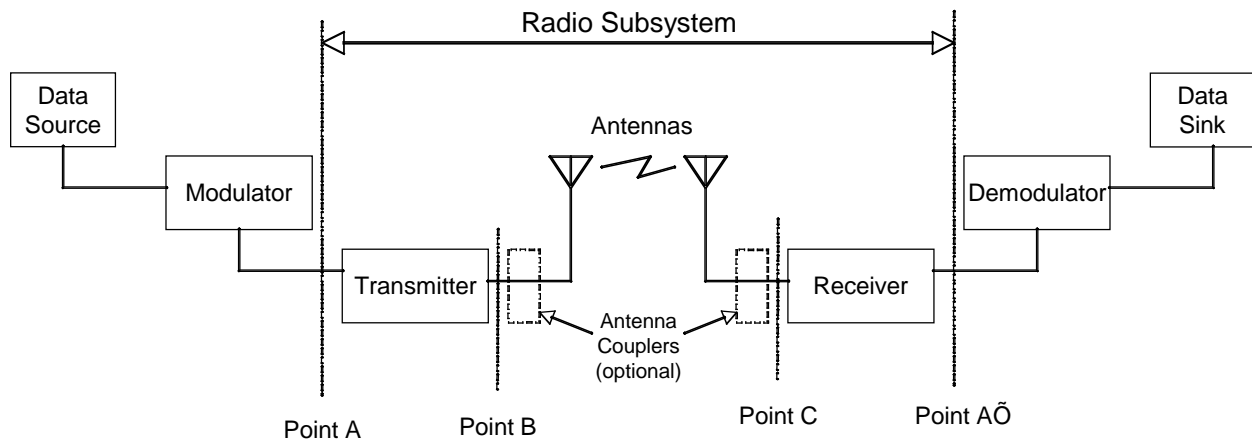 Radio Subsystem
Data
Source
Data
Sink
Antennas
Modulator
Demodulator
Transmitter
Receiver
Antenna
Couplers
(optional)
Point A
Point B
Point C
Point AÕ